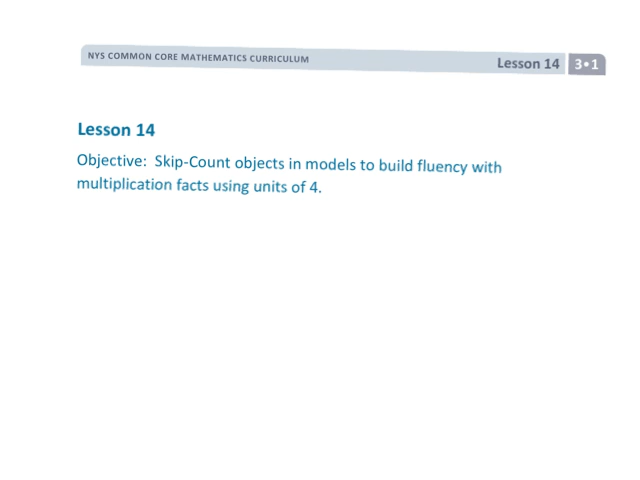 NYS COMMON CORE MATHEMATICS CURRICULUM Lesson 14 3•1
Lesson 14
Objective: Skip-Count objects in models to build fluency with
multiplication facts using units of 4.